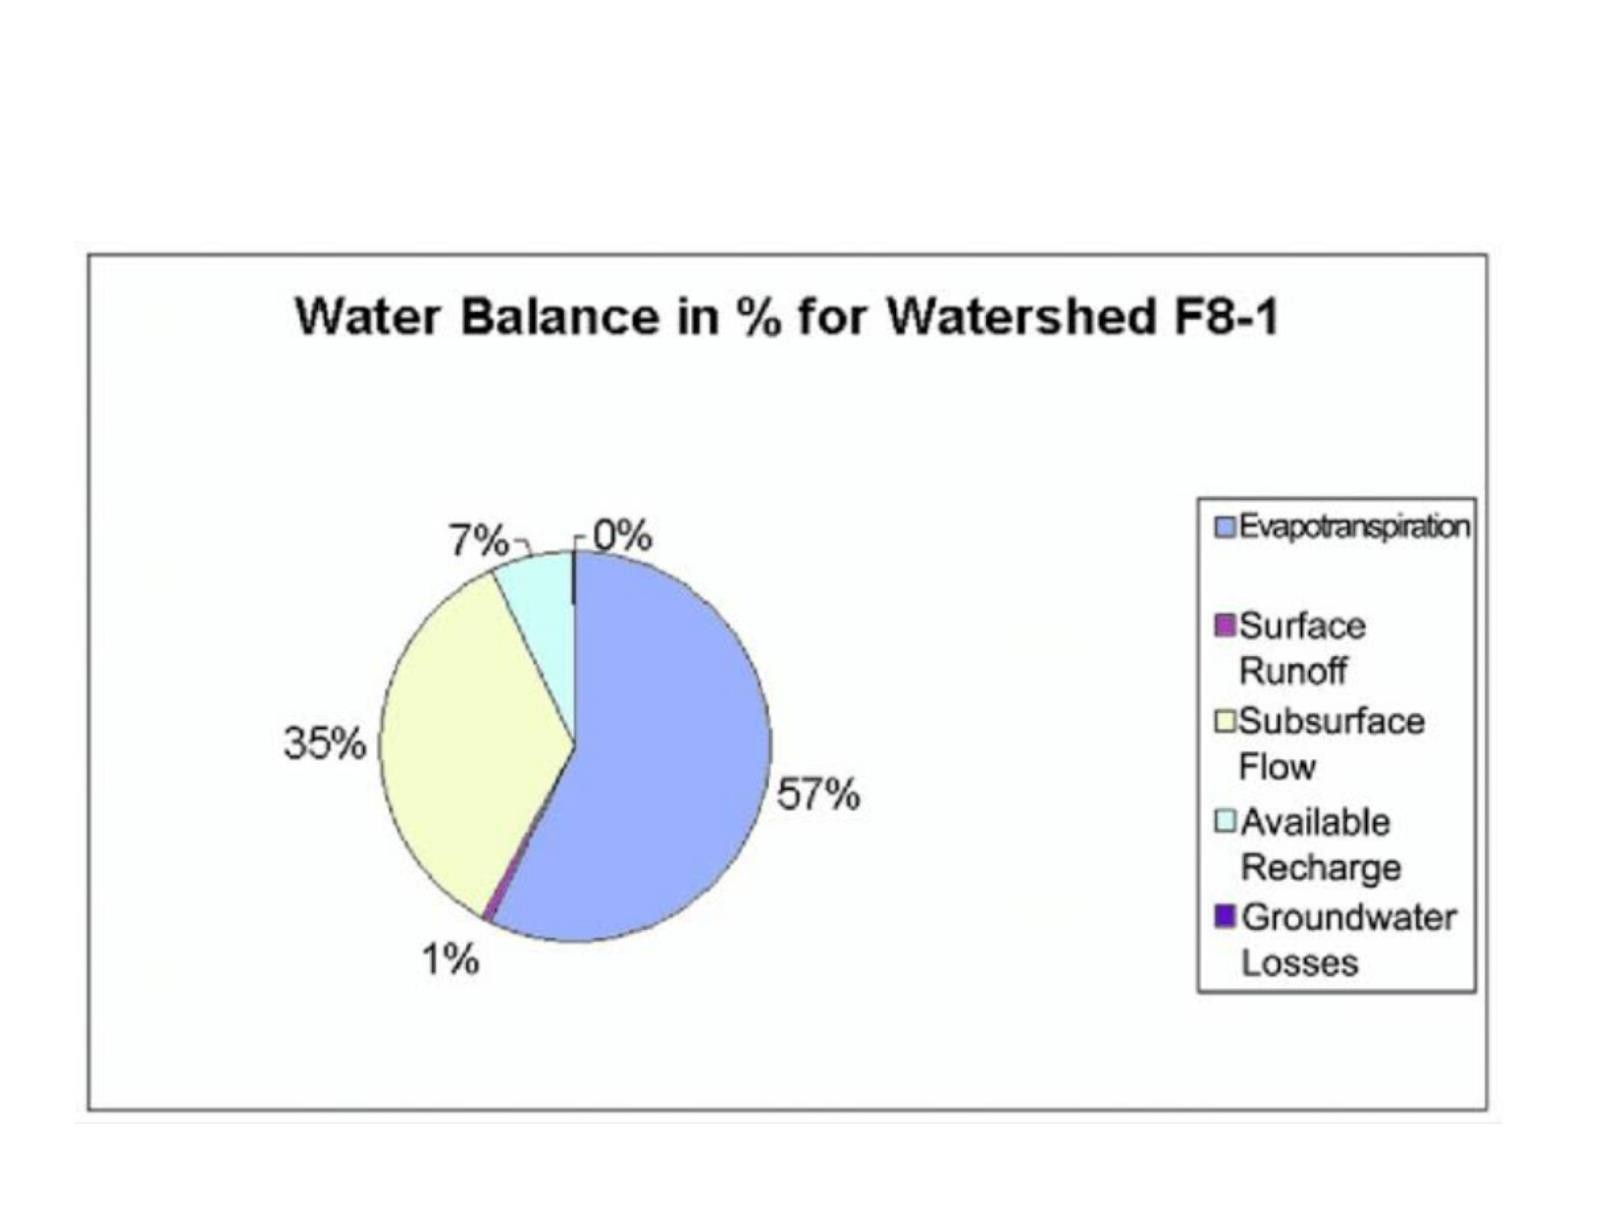 Water Balance in % for Watershed F8-1
7%
0%
35%
57%
1%
Evapotranspiration
Surface
Runoff
Subsurface
Flow
Available
Recharge
Groundwater
Losses